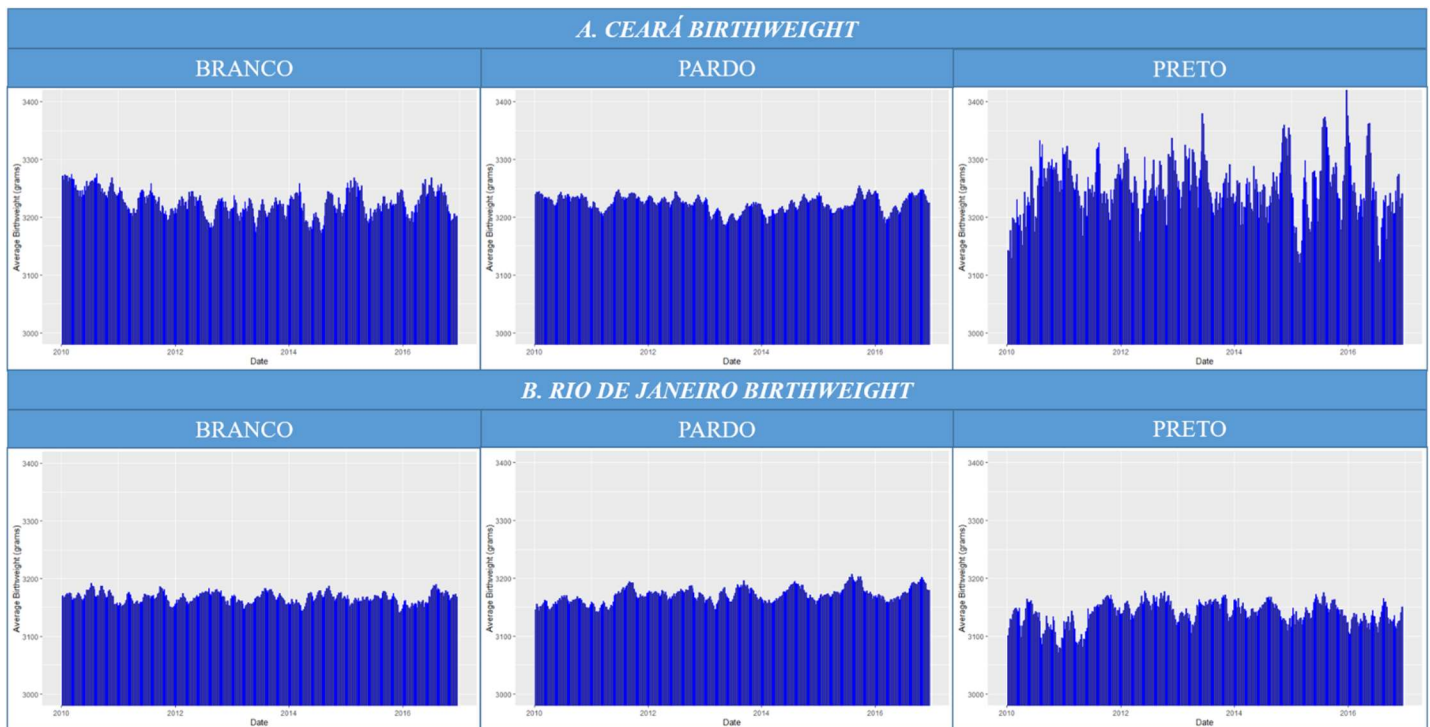 A. CEARÁ BIRTHWEIGHT
BRANCO PARDO PRETO
Average Birthweight (grams)
3400
3300
3200
3100
3000
2010 2012 2014 2016
Date
Average Birthweight (grams)
3400
3300
3200
3100
3000
2010 2012 2014 2016
Date
Average Birthweight (grams)
3400
3300
3200
3100
3000
2010 2012 2014 2016
Date
B. RIO DE JANEIRO BIRTHWEIGHT
BRANCO PARDO PRETO
Average Birthweight (grams)
3400
3300
3200
3100
3000
2010 2012 2014 2016
Date
Average Birthweight (grams)
3400
3300
3200
3100
3000
2010 2012 2014 2016
Date
Average Birthweight (grams)
3400
3300
3200
3100
3000
2010 2012 2014 2016
Date